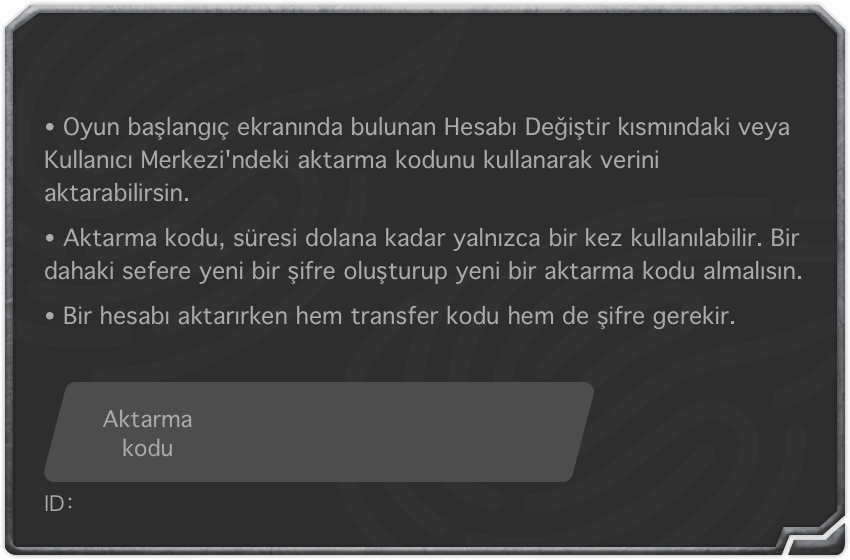 • Oyun başlangıç ekranında bulunan Hesabı Değiştir kısmındaki veya
Kullanıcı Merkezi'ndeki aktarma kodunu kullanarak verini
aktarabilirsin.
• Aktarma kodu, süresi dolana kadar yalnızca bir kez kullanılabilir. Bir
dahaki sefere yeni bir şifre oluşturup yeni bir aktarma kodu almalısın.
• Bir hesabı aktarırken hem transfer kodu hem de şifre gerekir.
Aktarma
kodu
ID: